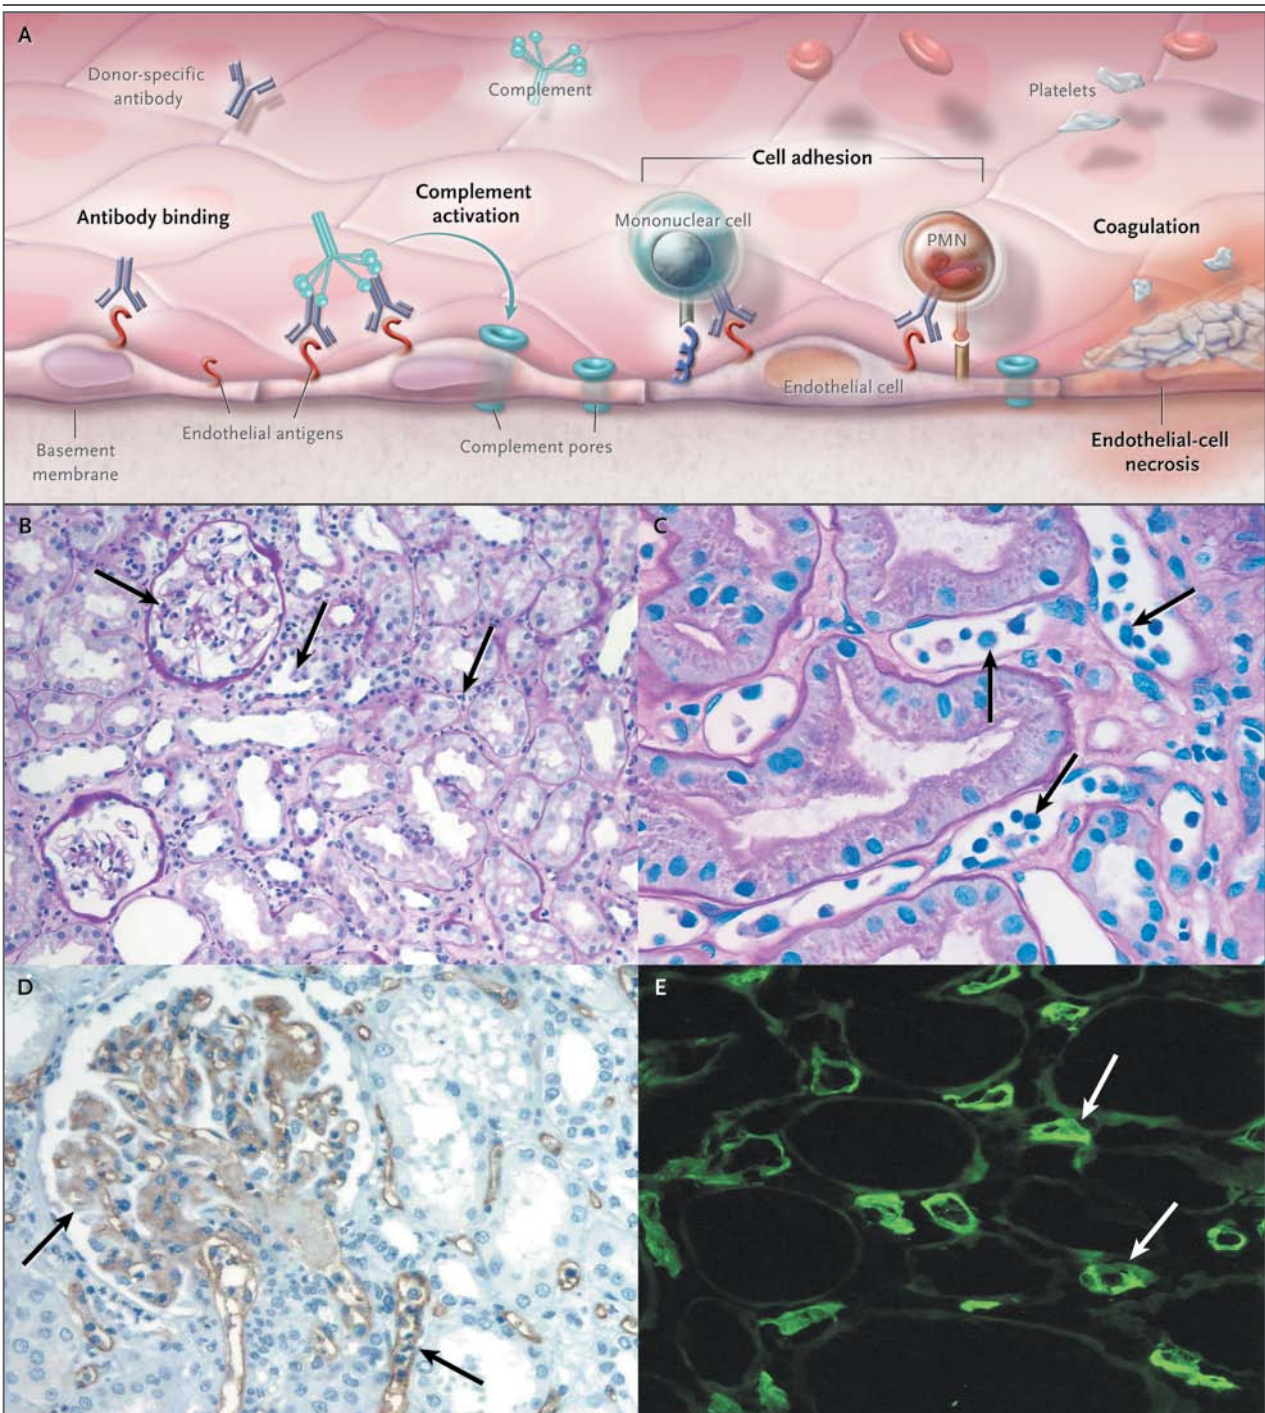 A
Donor-specific
antibody
Complement
Platelets
Cell adhesion
Antibody binding
Complement
activation
Mononuclear cell
PMN
Coagulation
Endothelial cell
Basement
membrane
Endothelial antigens
Complement pores
Endothelial-cell
necrosis
B
C
D
E